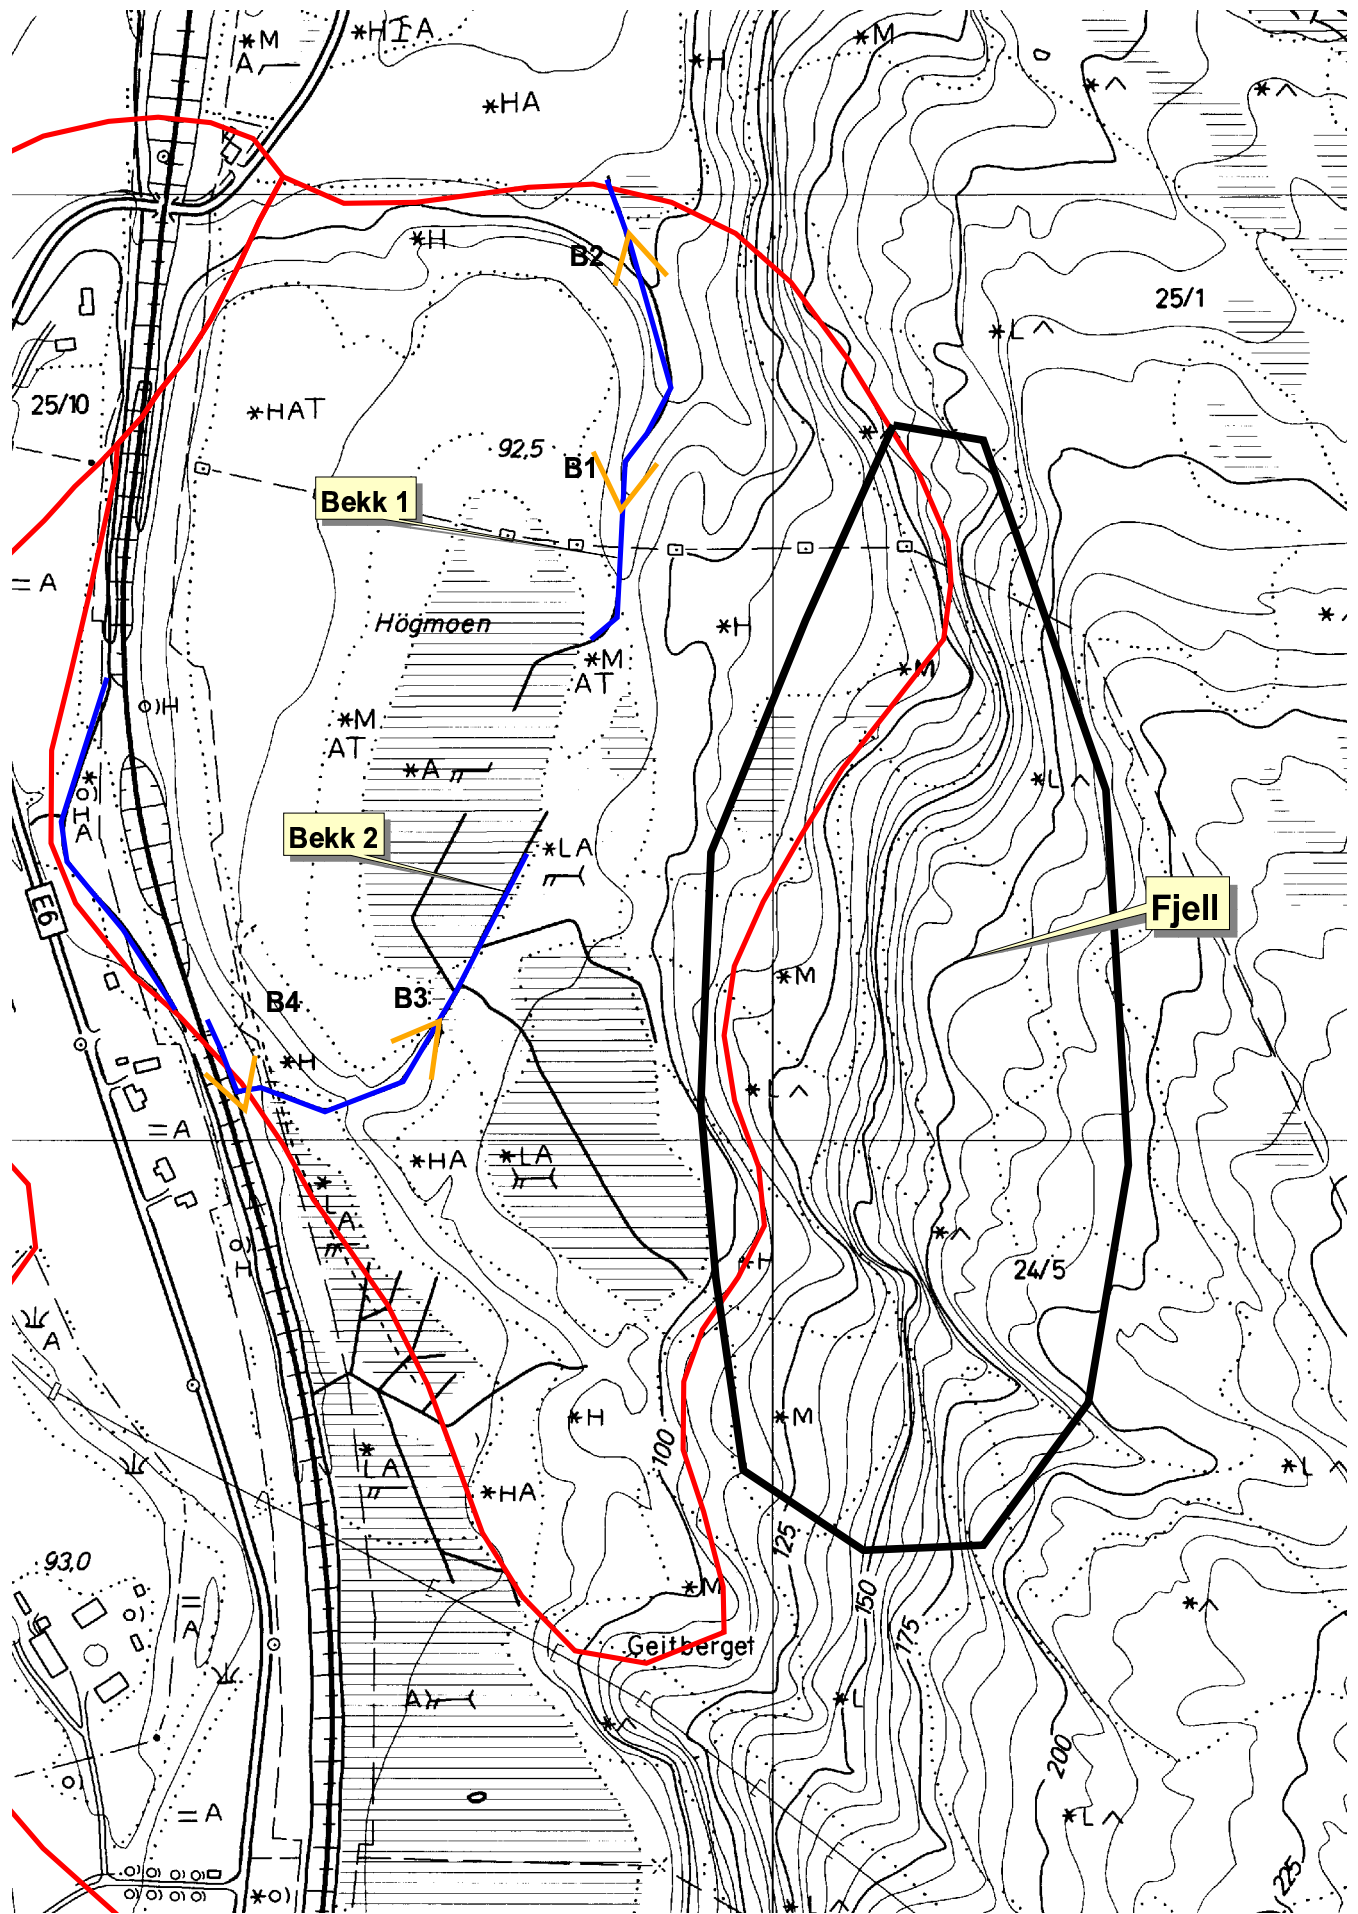 *M
A
*HIA
*H
*M
*HA
*^
*^
*H
B2
25/1
*L ^
25/10
*HAT
92,5
B1
Bekk 1
= A
Högmoen
*H
*M
AT
*M
*M
AT
o)H
*A
*L ^
*
o)
H
A
Bekk 2
*LA
E6
Fjell
*M
B4
B3
*H
*L ^
= A
*HA
*LA
*
L
A
o)
H
*H
*^
24/5
A
*H
*M
100
*L ^
*
LA
*HA
125
93,0
=
A
*M
150
*^
175
Geitberget
A)
*L
*^
200
= A
*L ^
225
*o)
*L ^